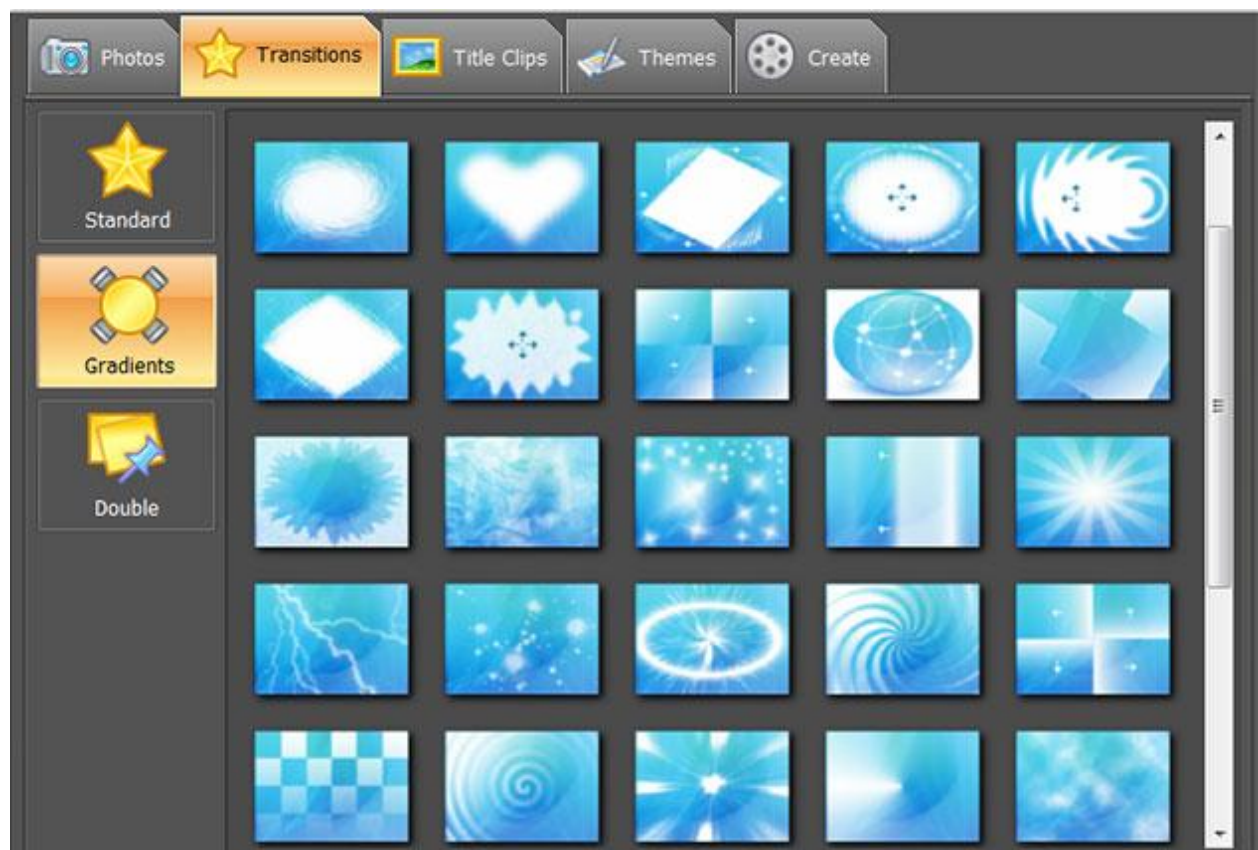 Photos
Transitions
Title Clips
Themes
Create
Standard
Gradients
Double